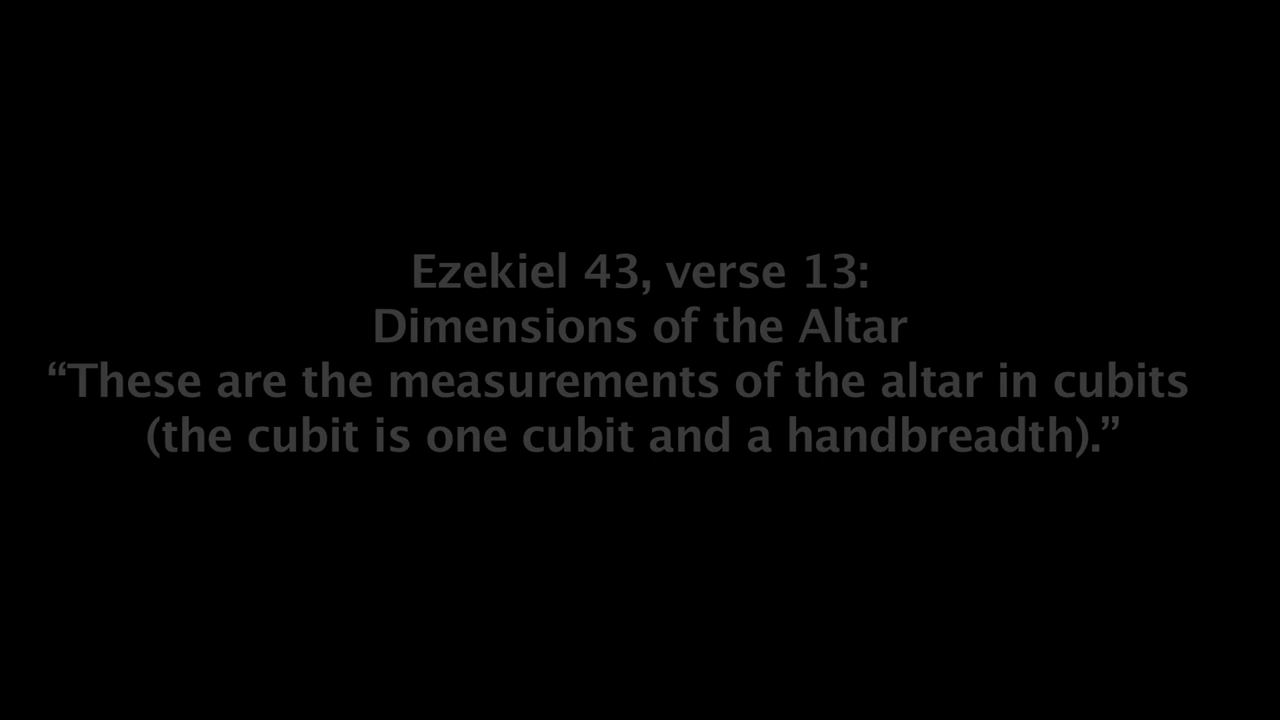 Ezekiel 43, verse 13:
Dimensions of the Altar
“These are the measurements of the altar in cubits
(the cubit is one cubit and a handbreadth).”